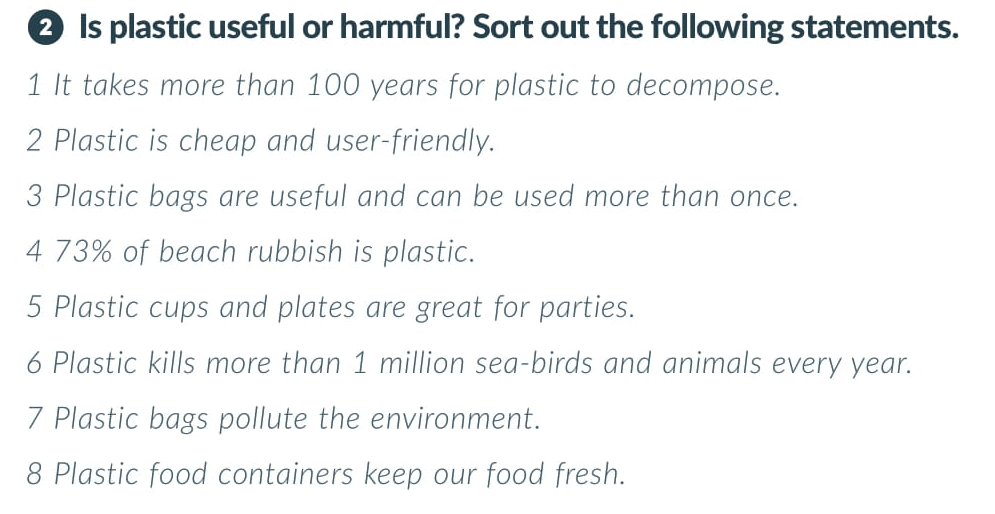 2 Is plastic useful or harmful? Sort out the following statements.
1 It takes more than 100 years for plastic to decompose.
2 Plastic is cheap and user-friendly.
3 Plastic bags are useful and can be used more than once.
4 73% of beach rubbish is plastic.
5 Plastic cups and plates are great for parties.
6 Plastic kills more than 1 million sea-birds and animals every year.
7 Plastic bags pollute the environment.
8 Plastic food containers keep our food fresh.